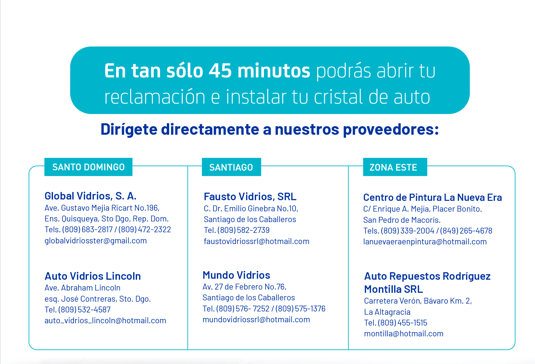 En tan sólo 45 minutos podrás abrir tu
reclamación e instalar tu cristal de auto
Dirígete directamente a nuestros proveedores:
SANTO DOMINGO
Global Vidrios, S. A.
Ave. Gustavo Mejia Ricart No.196,
Ens. Quisqueya, Sto Dgo, Rep. Dom.
Tels. (809) 683-2817 / (809) 472-2322
globalvidriosster@gmail.com
Auto Vidrios Lincoln
Ave. Abraham Lincoln
esq. José Contreras, Sto. Dgo.
Tel. (809) 532-4587
auto_vidrios_lincoln@hotmail.com
SANTIAGO
Fausto Vidrios, SRL
C. Dr. Emilio Ginebra No.10,
Santiago de los Caballeros
Tel. (809) 582-2739
faustovidriossrl@hotmail.com
Mundo Vidrios
Av. 27 de Febrero No.76,
Santiago de los Caballeros
Tel. (809) 576- 7252 / (809) 575-1376
mundovidriossrl@hotmail.com
ZONA ESTE
Centro de Pintura La Nueva Era
C/ Enrique A. Mejía, Placer Bonito,
San Pedro de Macorís.
Tels. (809) 339-2004 / (849) 265-4678
lanuevaeraenpintura@hotmail.com
Auto Repuestos Rodríguez
Montilla SRL
Carretera Verón, Bávaro Km. 2,
La Altagracia
Tel. (809) 455-1515
montilla@hotmail.com